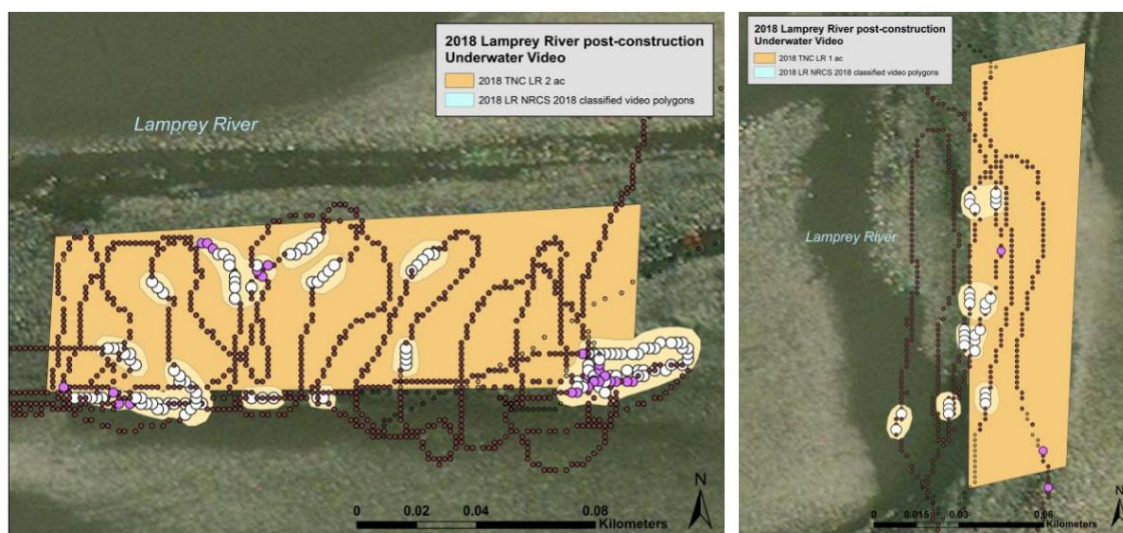 2018 Lamprey River post-construction
Underwater Video
2018 TNC LR 2 ac
2018 LR NRCS 2018 classified video polygons
Lamprey River
N
0 0.02 0.04 0.08
Kilometers
2018 Lamprey River post-construction
Underwater Video
2018 TNC LR 1 ac
2018 LR NRCS 2018 classified video polygons
Lamprey River
N
0 0.015 0.03 0.06
Kilometers